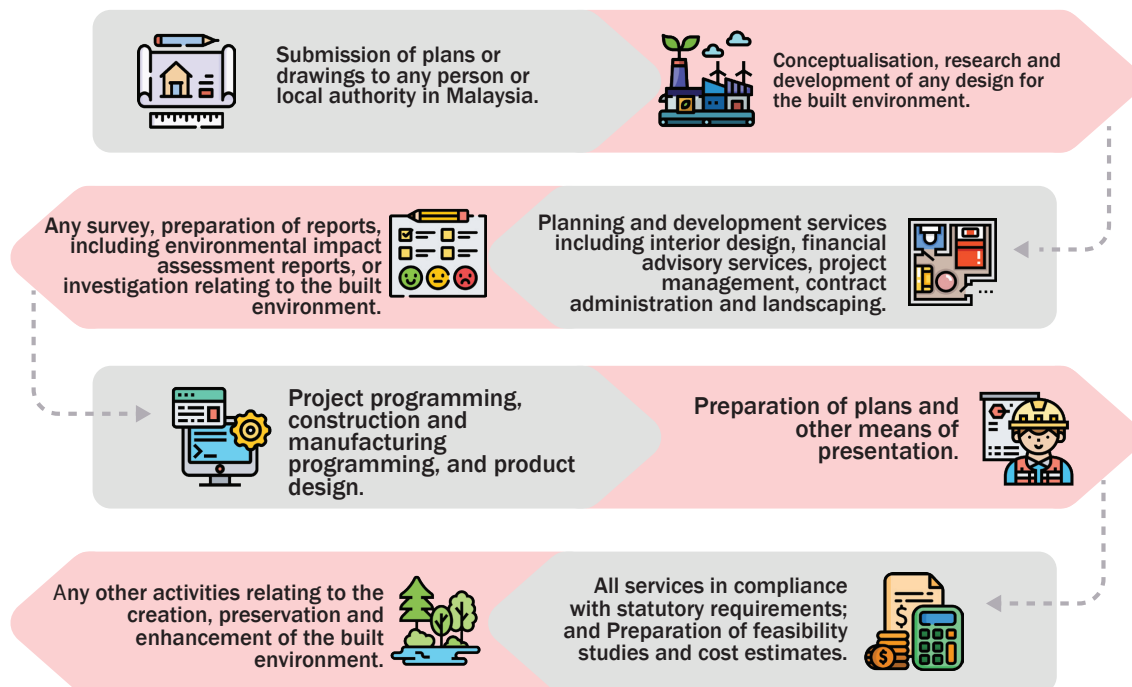 Submission of plans or
drawings to any person or
local authority in Malaysia.
Conceptualisation, research and
development of any design for
the built environment.
Planning and development services
including interior design, financial
advisory services, project
management, contract
administration and landscaping.
...
Any survey, preparation of reports,
including environmental impact
assessment reports, or
investigation relating to the built
environment.
Project programming,
construction and
manufacturing
programming, and product
design.
Preparation of plans and
other means of
presentation.
All services in compliance
with statutory requirements;
and Preparation of feasibility
studies and cost estimates.
Any other activities relating to the
creation, preservation and
enhancement of the built
environment.